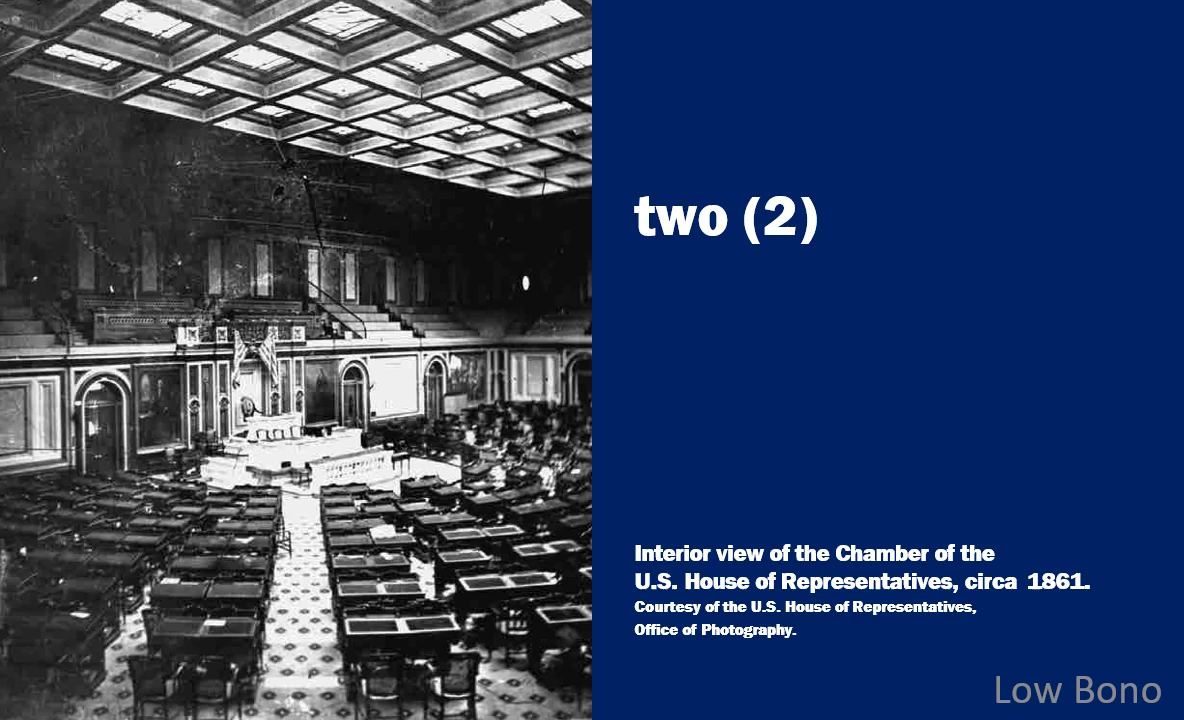 two (2)
Interior view of the Chamber of the
U.S. House of Representatives, circa 1861.
Courtesy of the U.S. House of Representatives,
Office of Photography.
Low Bono